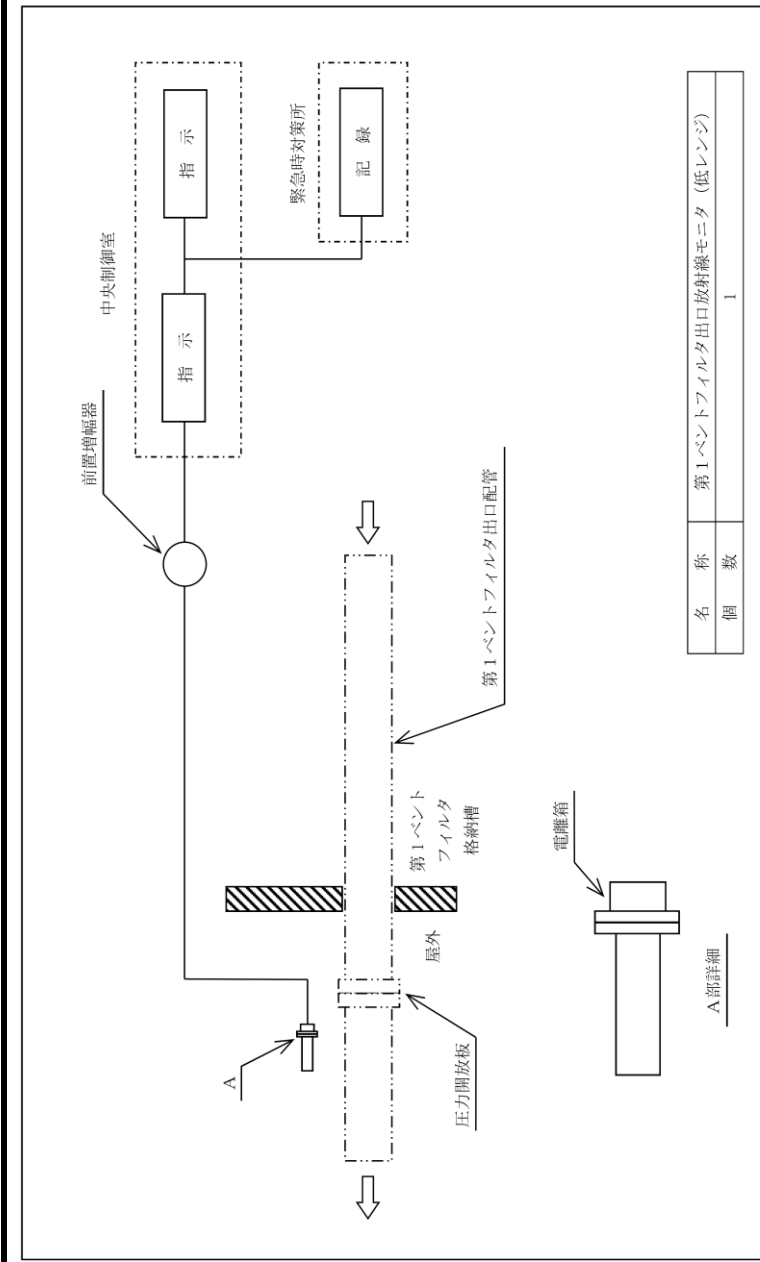 中央制御室
指示
指示
緊急時対策所
記録
前置増幅器
第1ベントフィルタ出口配管
第1ベント
フィルタ
格納槽
屋外
A
圧力開放板
電離箱
A部詳細
名称 第1ベントフィルタ出口放射線モニタ（低レンジ）
個数 1